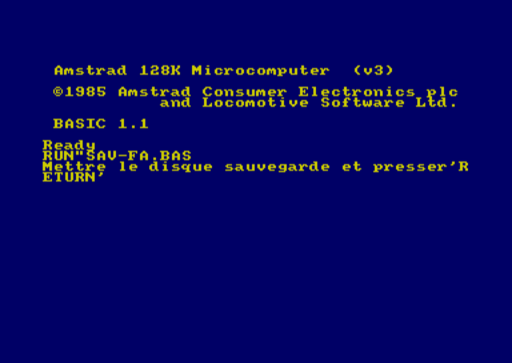 Amstrad 128K Microcomputer  (v3)
©1985 Amstrad Consumer Electronics plc
and Locomotive Software Ltd.
BASIC 1.1
Ready
RUN"SAV-FA.BAS
Mettre le disque sauvegarde et presser'R
ETURN'